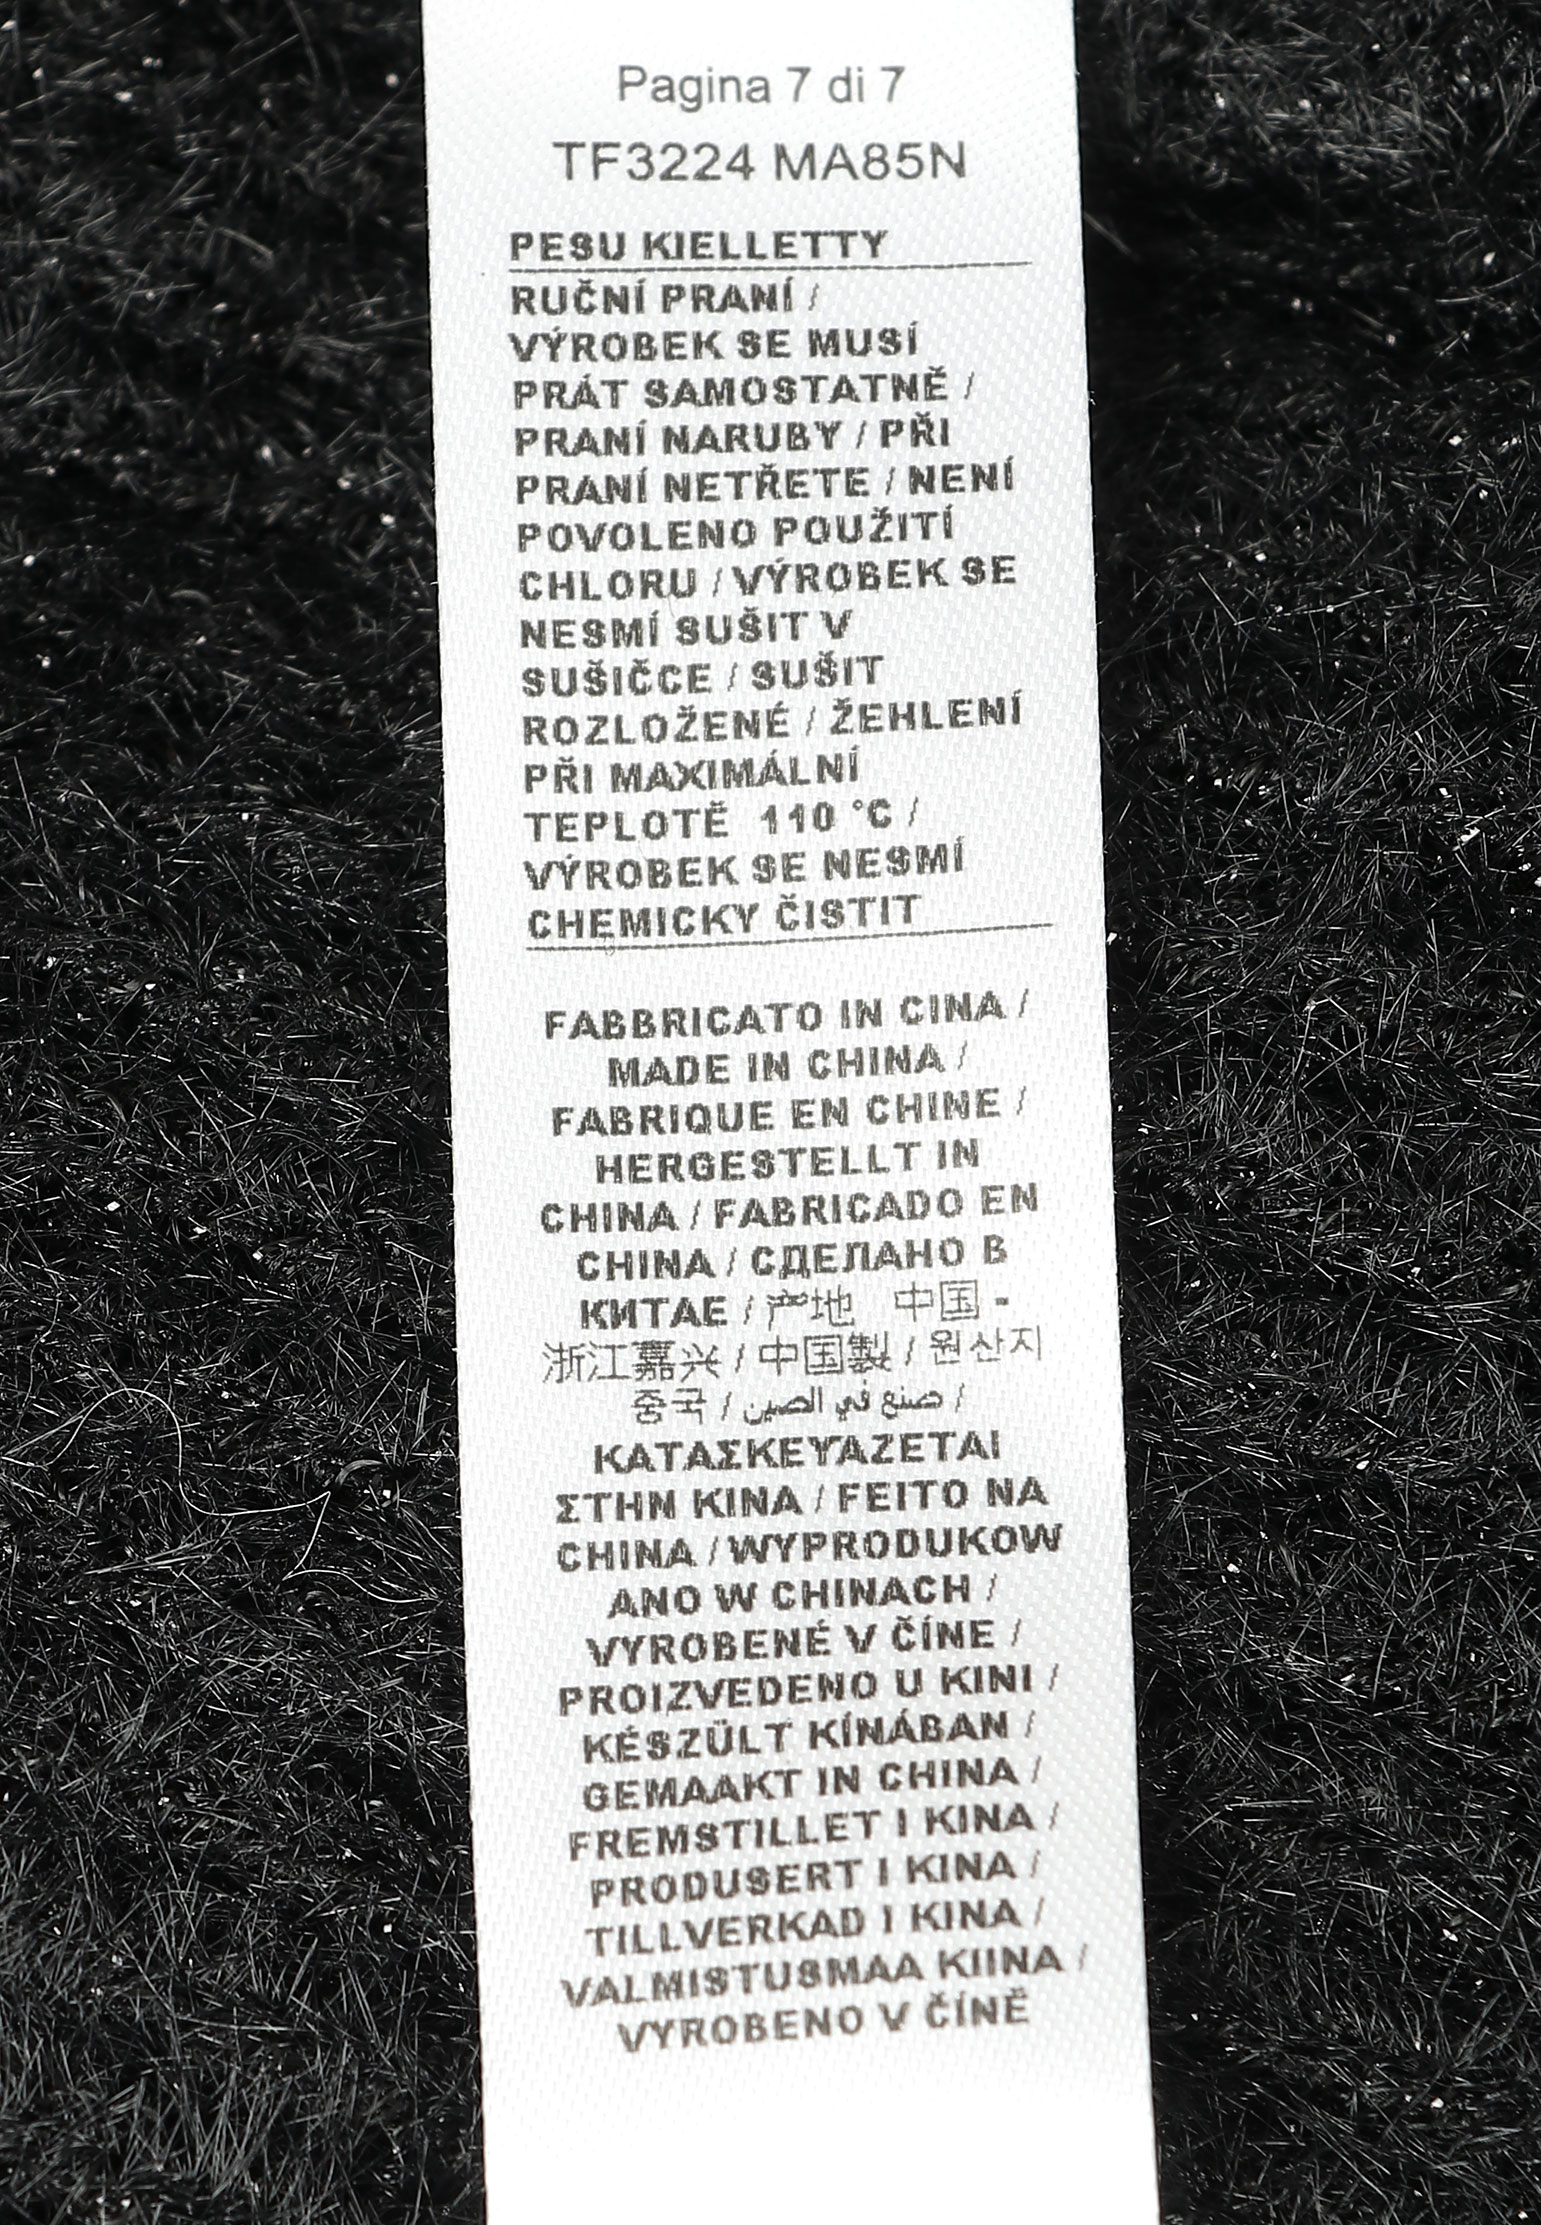 Pagina 7 di 7
TF3224 MA85N
PESU KIELLETTY
RUČNÍ PRANÍ /
VÝROBEK SE MUSÍ
PRÁT SAMOSTATNĚ /
PRANÍ NARUBY / PŘI
PRANÍ NETŘETE / NENÍ
POVOLENO POUŽITÍ
CHLORU / VÝROBEK SE
NESMÍ SUŠIT V
SUŠIČCE / SUŠIT
ROZLOŽENÉ / ŽEHLENÍ
PŘI MAXIMÁLNÍ
TEPLOTĚ 110 °C /
VÝROBEK SE NESMÍ
CHEMICKY ČISTIT
FABBRICATO IN CINA /
MADE IN CHINA /
FABRIQUE EN CHINE /
HERGESTELLT IN
CHINA / FABRICADO EN
CHINA / СДЕЛАНО В
КИТАЕ / 产地 中国 -
浙江嘉兴 / 中国製 / 원산지
중국 / صنع في الصين /
ΚΑΤΑΣΚΕΥΑΖΕΤΑΙ
ΣΤΗΝ ΚΙΝΑ / FEITO NA
CHINA / WYPRODUKOW
ANO W CHINACH /
VYROBENÉ V ČÍNE /
PROIZVEDENO U KINI /
KÉSZÜLT KÍNÁBAN /
GEMAAKT IN CHINA /
FREMSTILLET I KINA /
PRODUSERT I KINA /
TILLVERKAD I KINA /
VALMISTUSMAA KIINA /
VYROBENO V ČÍNĚ